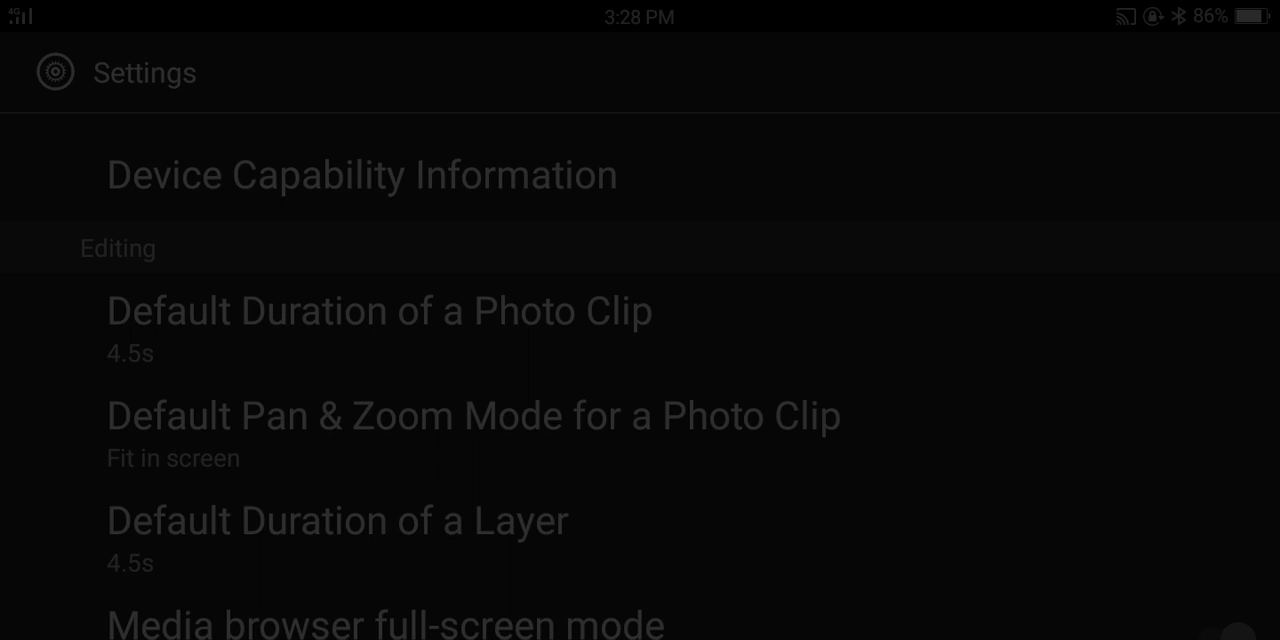 4G 3:28 PM 86%
Settings
Device Capability Information
Editing
Default Duration of a Photo Clip
4.5s
Default Pan & Zoom Mode for a Photo Clip
Fit in screen
Default Duration of a Layer
4.5s
Media browser full-screen mode